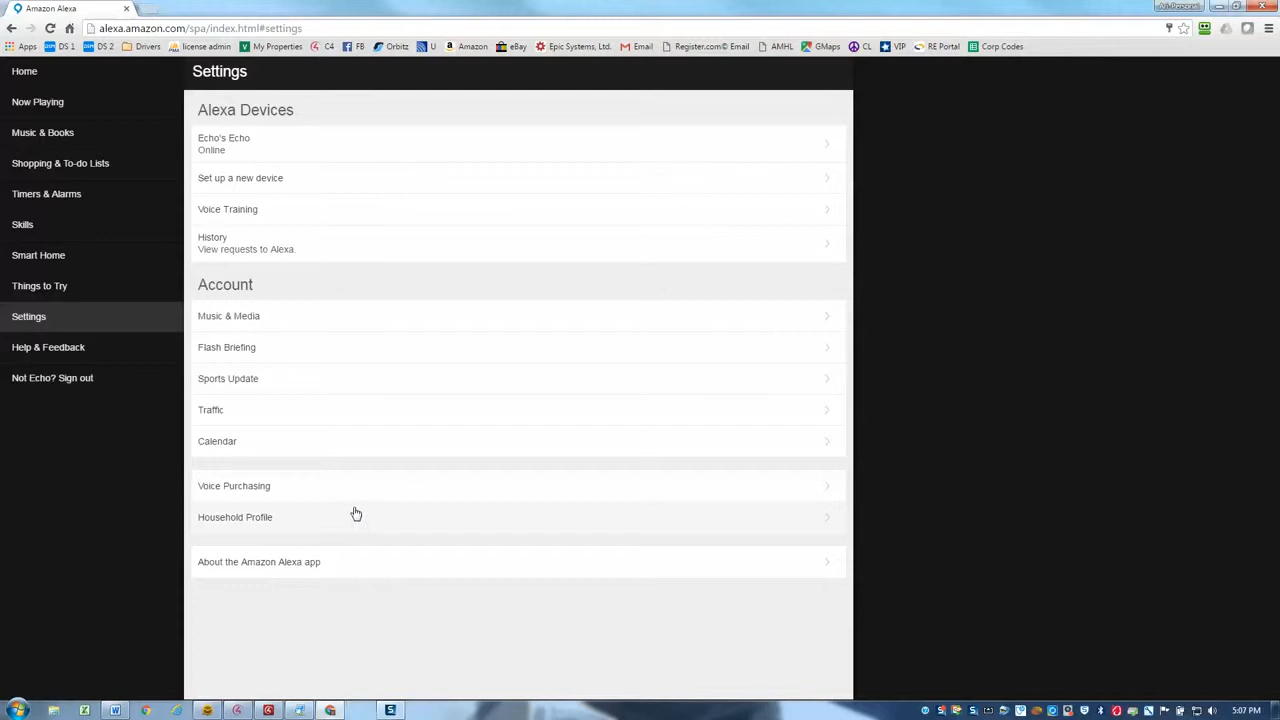 Amazon Alexa
Ari-Personal
alexa.amazon.com/spa/index.html#settings
Apps DS 1 DS 2 Drivers license admin My Properties C4 FB Orbitz U Amazon eBay Epic Systems, Ltd. Email Register.com© Email AMHL GMaps CL VIP RE Portal Corp Codes
Home
Now Playing
Music & Books
Shopping & To-do Lists
Timers & Alarms
Skills
Smart Home
Things to Try
Settings
Help & Feedback
Not Echo? Sign out
Settings
Alexa Devices
Echo's Echo
Online
Set up a new device
Voice Training
History
View requests to Alexa.
Account
Music & Media
Flash Briefing
Sports Update
Traffic
Calendar
Voice Purchasing
Household Profile
About the Amazon Alexa app
5:07 PM